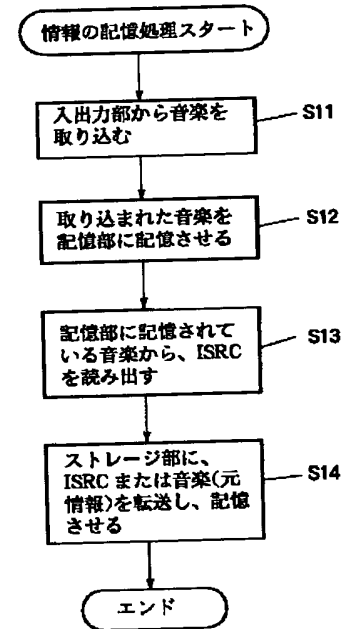 情報の記憶処理スタート
入出力部から音楽を
取り込む
S11
取り込まれた音楽を
記憶部に記憶させる
S12
記憶部に記憶されて
いる音楽から、ISRC
を読み出す
S13
ストレージ部に、
ISRC または音楽(元
情報)を転送し、記憶
させる
S14
エンド